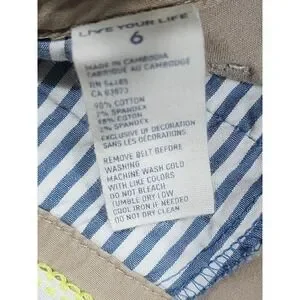 LIVE YOUR LIFE
6
MADE IN CAMBODIA
FABRIQUE AU CAMBODGE
RN 54485
CA 03873
98% COTTON
2% SPANDEX
98% COTON
2% SPANDEX
EXCLUSIVE OF DECORATION
SANS LES DÉCORATIONS
REMOVE BELT BEFORE
WASHING
MACHINE WASH COLD
WITH LIKE COLORS
DO NOT BLEACH
TUMBLE DRY LOW
COOL IRON IF NEEDED
DO NOT DRY CLEAN